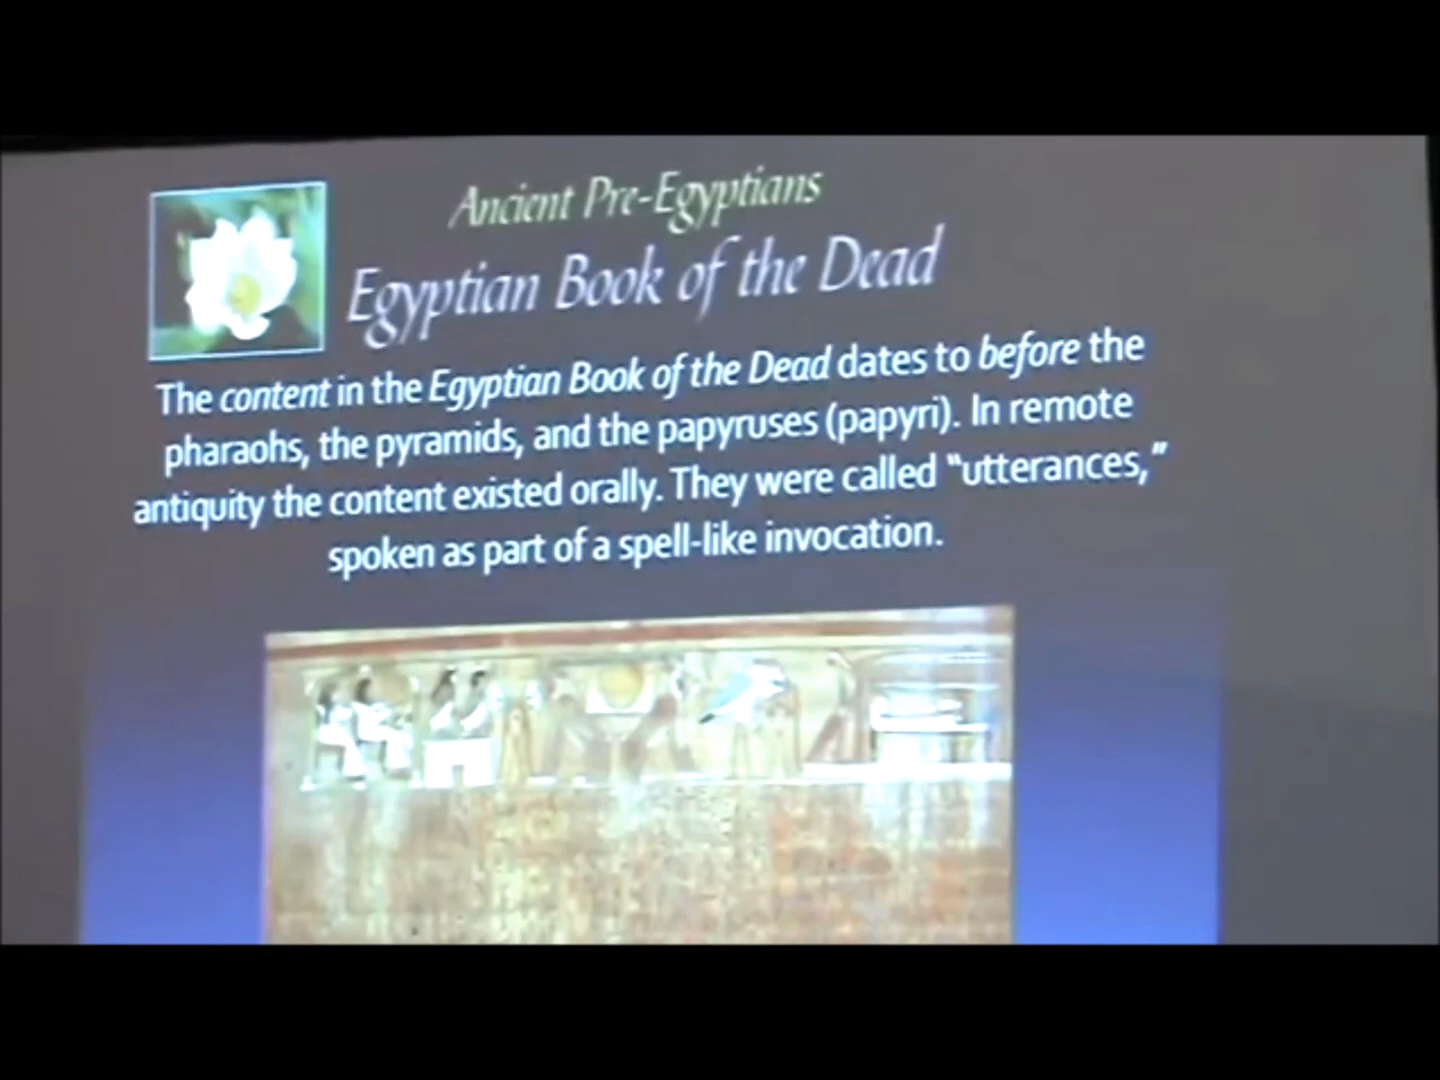 Ancient Pre-Egyptians
Egyptian Book of the Dead
The content in the Egyptian Book of the Dead dates to before the
pharaohs, the pyramids, and the papyruses (papyri). In remote
antiquity the content existed orally. They were called “utterances,”
spoken as part of a spell-like invocation.